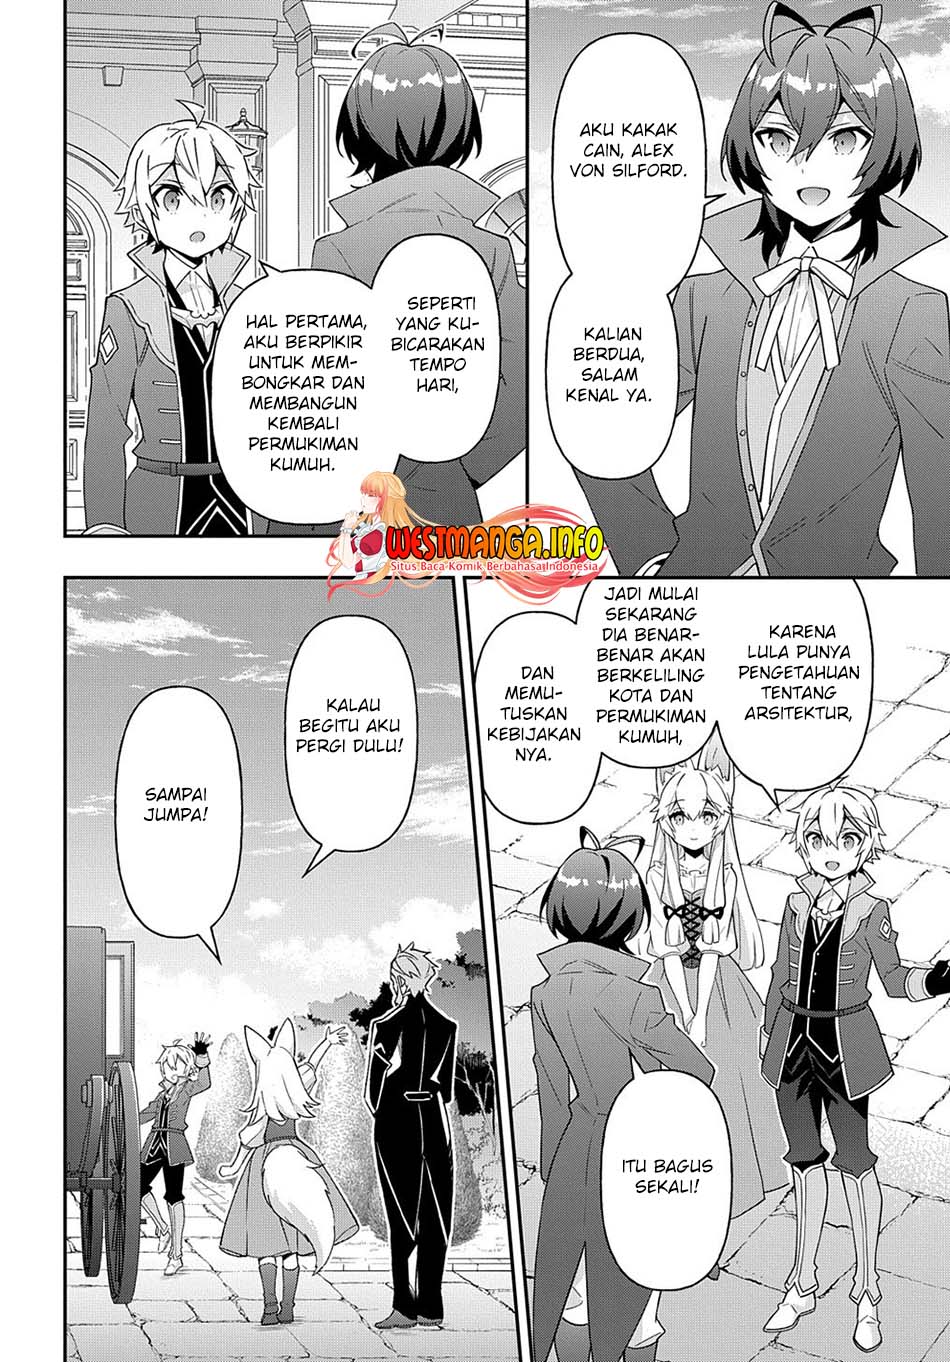 AKU KAKAK
CAIN, ALEX
VON SILFORD.
KALIAN
BERDUA,
SALAM
KENAL YA.
SEPERTI
YANG KU-
BICARAKAN
TEMPO
HARI,
HAL PERTAMA,
AKU BERPIKIR
UNTUK MEM-
BONGKAR DAN
MEMBANGUN
KEMBALI
PERMUKIMAN
KUMUH.
WESTMANGA.INFO
Situs Baca Komik Berbahasa Indonesia
KARENA
LULA PUNYA
PENGETAHUAN
TENTANG
ARSITEKTUR,
JADI MULAI
SEKARANG
DIA BENAR-
BENAR AKAN
BERKELILING
KOTA DAN
PERMUKIMAN
KUMUH,
DAN
MEMU-
TUSKAN
KEBIJAKAN
NYA.
ITU BAGUS
SEKALI!
KALAU
BEGITU AKU
PERGI DULU!
SAMPAI
JUMPA!